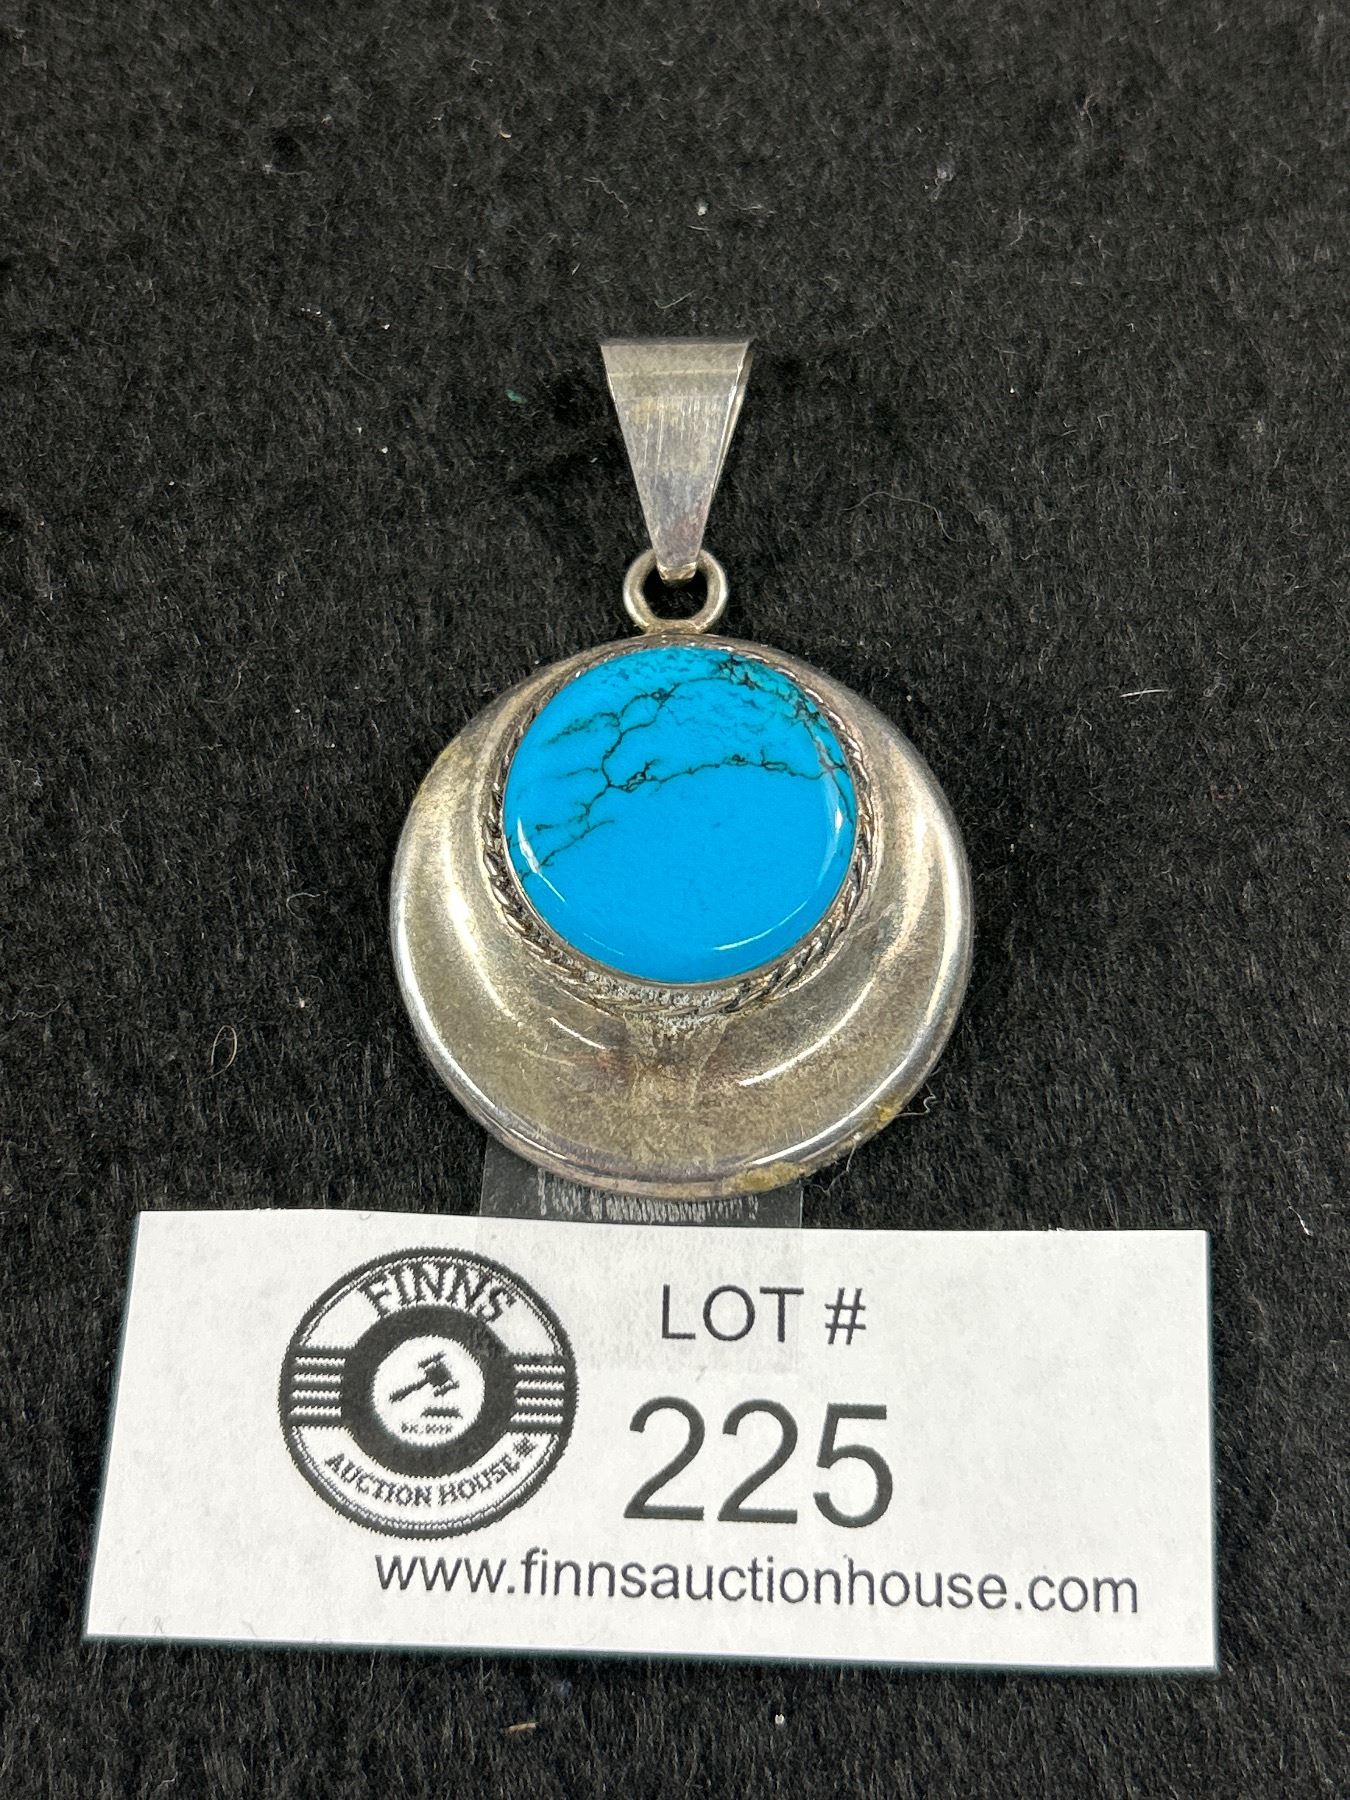 FINNS
AUCTION HOUSE
LOT #
225
www.finnsauctionhouse.com